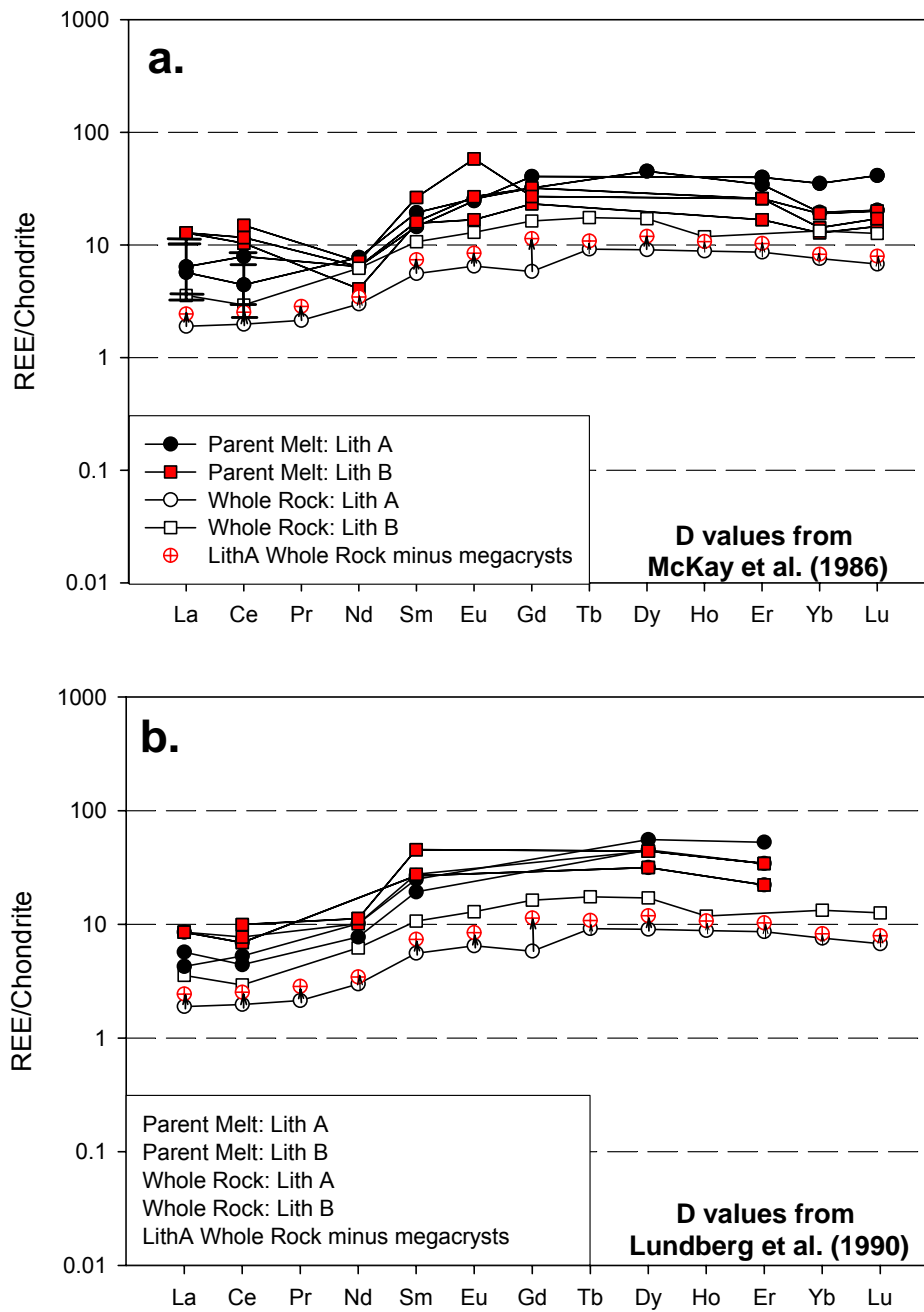 1000
a.
100
10
1
0.1
0.01
REE/Chondrite
Parent Melt: Lith A
Parent Melt: Lith B
Whole Rock: Lith A
Whole Rock: Lith B
LithA Whole Rock minus megacrysts
D values from
McKay et al. (1986)
La Ce Pr Nd Sm Eu Gd Tb Dy Ho Er Yb Lu
1000
b.
100
10
1
0.1
0.01
REE/Chondrite
Parent Melt: Lith A
Parent Melt: Lith B
Whole Rock: Lith A
Whole Rock: Lith B
LithA Whole Rock minus megacrysts
D values from
Lundberg et al. (1990)
La Ce Pr Nd Sm Eu Gd Tb Dy Ho Er Yb Lu